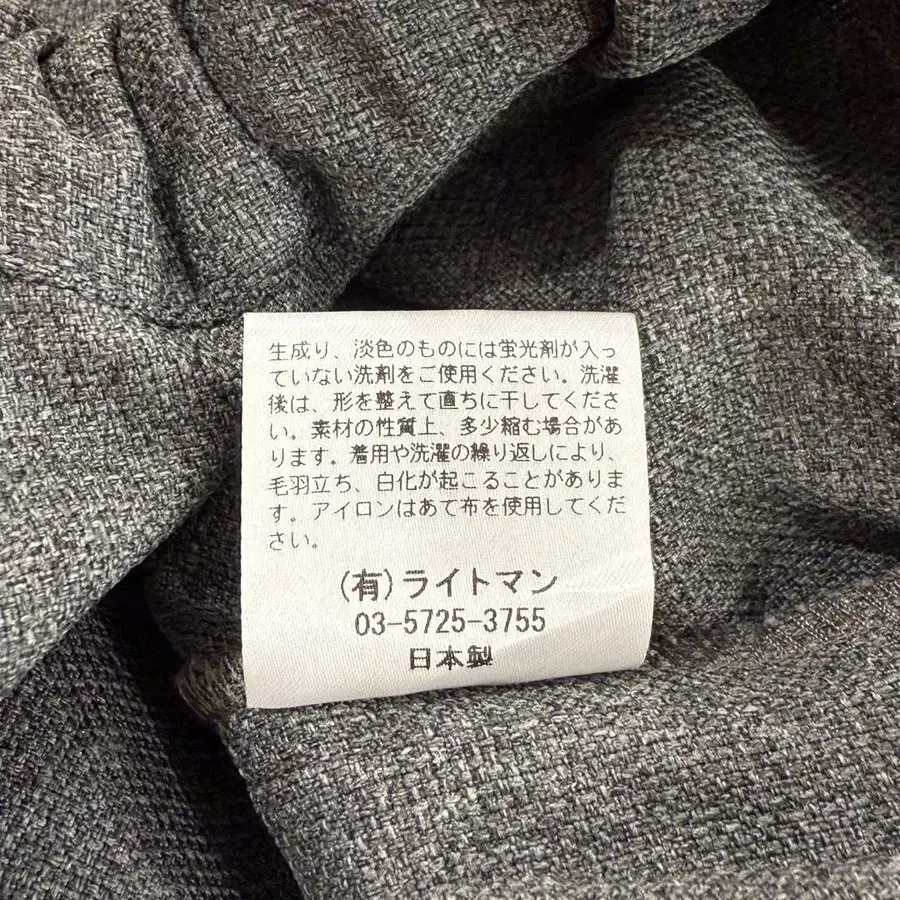 生成り、淡色のものには蛍光剤が入っ
ていない洗剤をご使用ください。洗濯
後は、形を整えて直ちに干してくださ
い。素材の性質上、多少縮む場合があ
ります。着用や洗濯の繰り返しにより、
毛羽立ち、白化が起こることがありま
す。アイロンはあて布を使用してくだ
さい。
(有)ライトマン
03-5725-3755
日本製